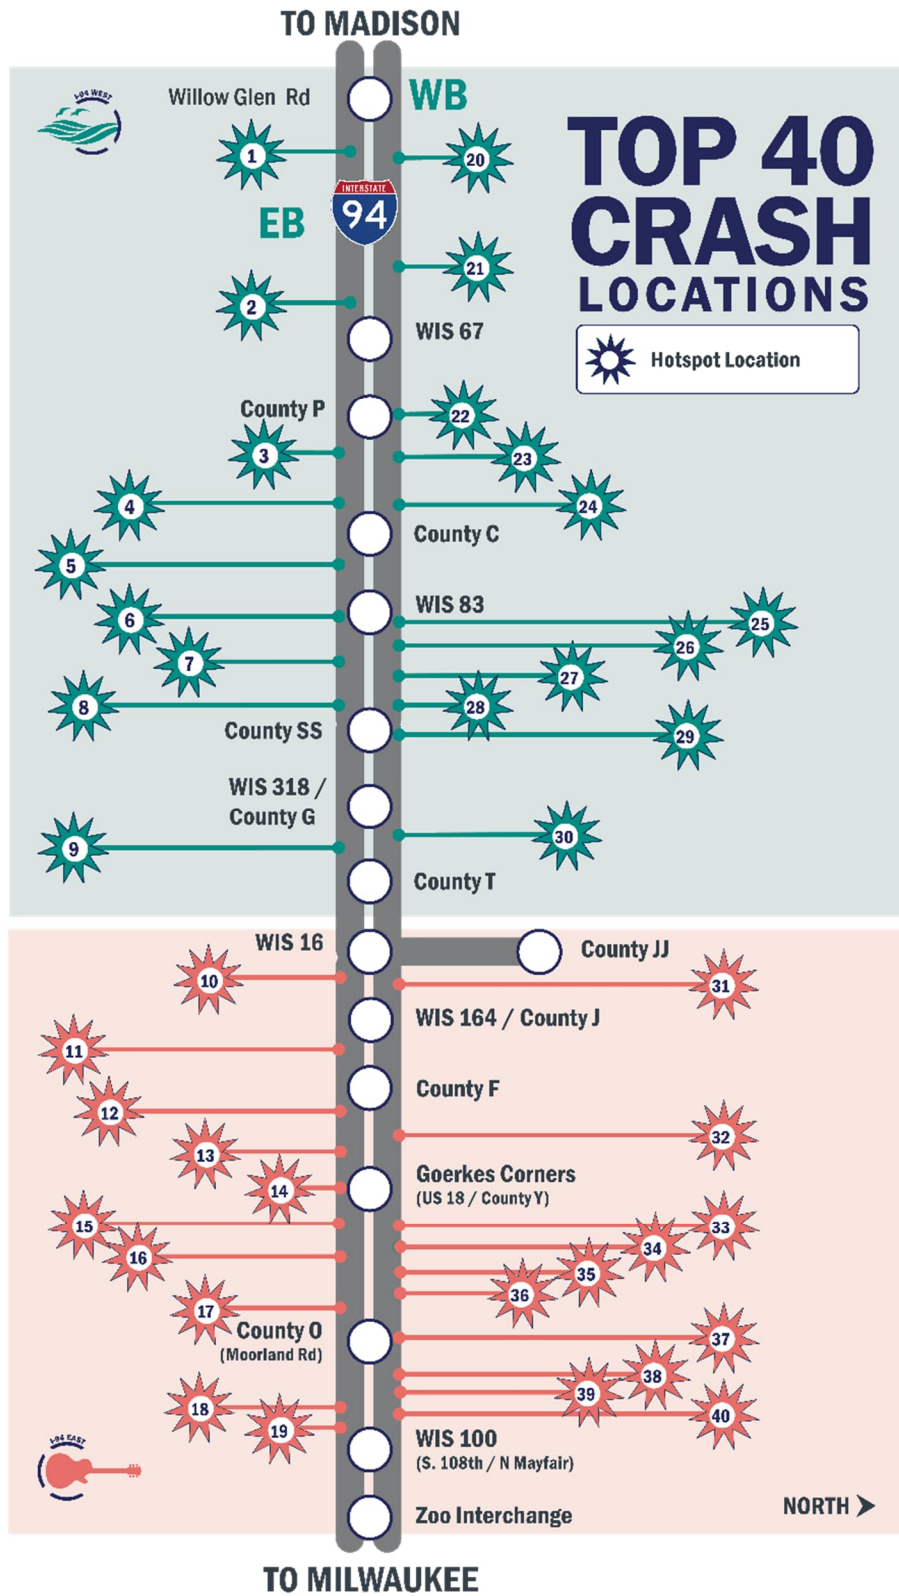 TO MADISON
I-94 WEST
Willow Glen Rd
WB
TOP 40
CRASH
LOCATIONS
1
20
INTERSTATE
94
EB
21
2
WIS 67
Hotspot Location
County P
22
3
23
4
24
County C
5
WIS 83
6
25
26
7
27
8
28
County SS
29
WIS 318 /
County G
9
30
County T
WIS 16
County JJ
10
31
WIS 164 / County J
11
County F
12
32
13
Goerkes Corners
(US 18 / County Y)
14
15
33
16
34
35
36
17
County O
(Moorland Rd)
37
38
39
18
40
19
I-94 EAST
WIS 100
(S. 108th / N Mayfair)
NORTH
Zoo Interchange
TO MILWAUKEE